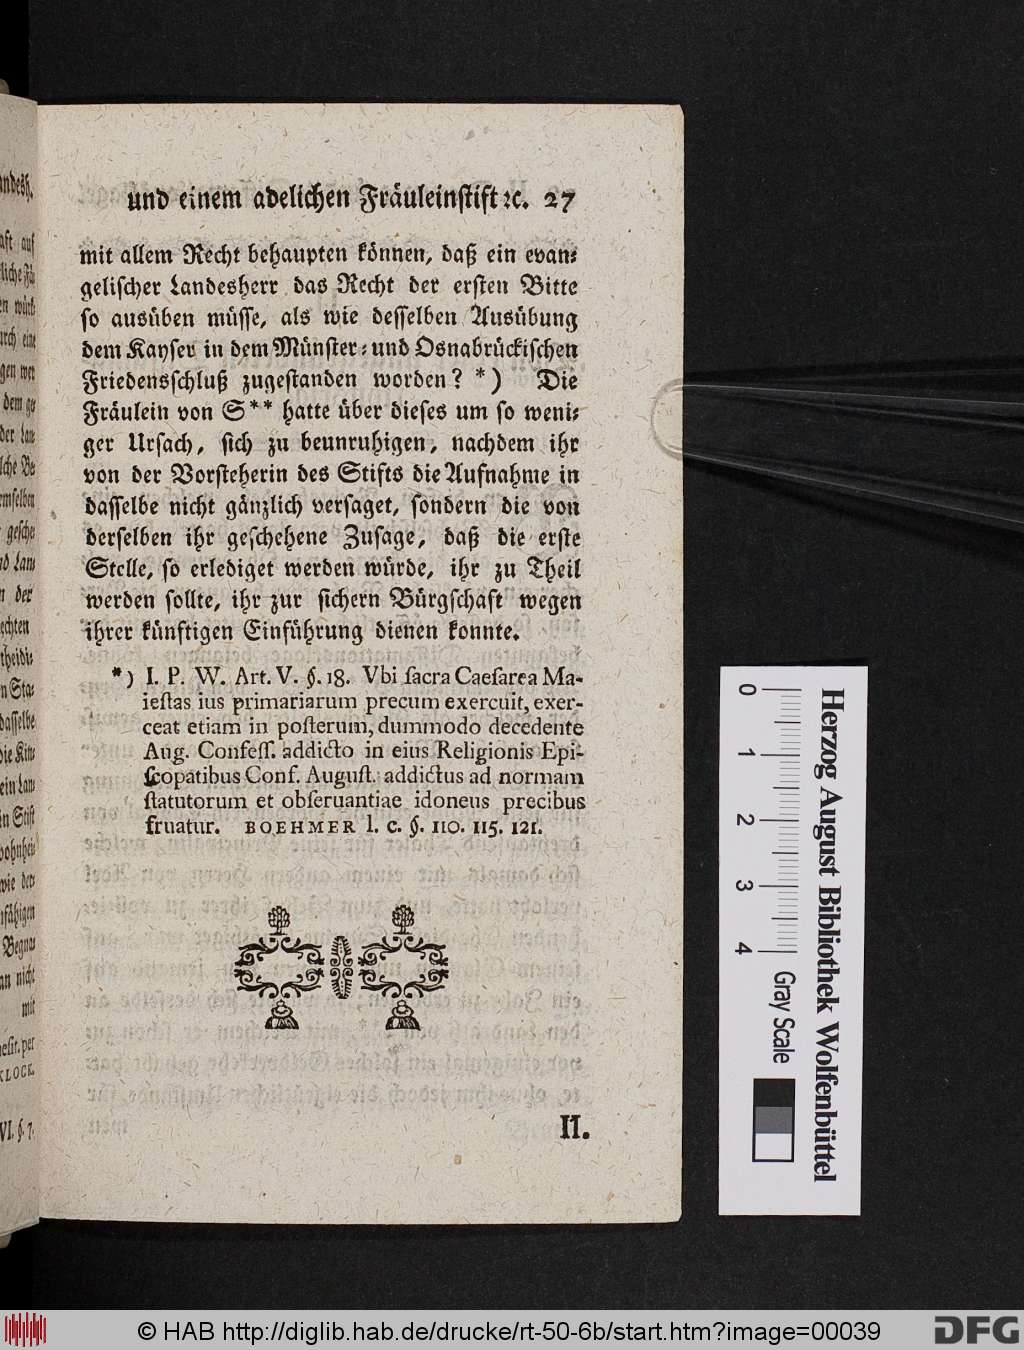 und einem adelichen Fräuleinstift ꝛc. 27
mit allem Recht behaupten können, daß ein evan⸗
gelischer Landesherr das Recht der ersten Bitte
so ausüben müsse, als wie desselben Ausübung
dem Kayser in dem Münster⸗ und Osnabrückischen
Friedensschluß zugestanden worden? *) Die
Fräulein von S** hatte über dieses um so weni⸗
ger Ursach, sich zu beunruhigen, nachdem ihr
von der Vorsteherin des Stifts die Aufnahme in
dasselbe nicht gänzlich versaget, sondern die von
derselben ihr geschehene Zusage, daß die erste
Stelle, so erlediget werden würde, ihr zu Theil
werden sollte, ihr zur sichern Bürgschaft wegen
ihrer künftigen Einführung dienen konnte.
*) I. P. W. Art. V. §. 18. Vbi ſacra Caeſarea Ma-
ieſtas ius primariarum precum exercuit, exer-
ceat etiam in poſterum, dummodo decedente
Aug. Confeſſ. addicto in eius Religionis Epi-
ſcopatibus Conf. Auguſt. addictus ad normam
ſtatutorum et obſeruantiae idoneus precibus
fruatur. BOEHMER l. c. §. 110. 115. 121.
II.
0 1 2 3 4 Gray Scale
Herzog August Bibliothek Wolfenbüttel
© HAB http://diglib.hab.de/drucke/rt-50-6b/start.htm?image=00039
DFG